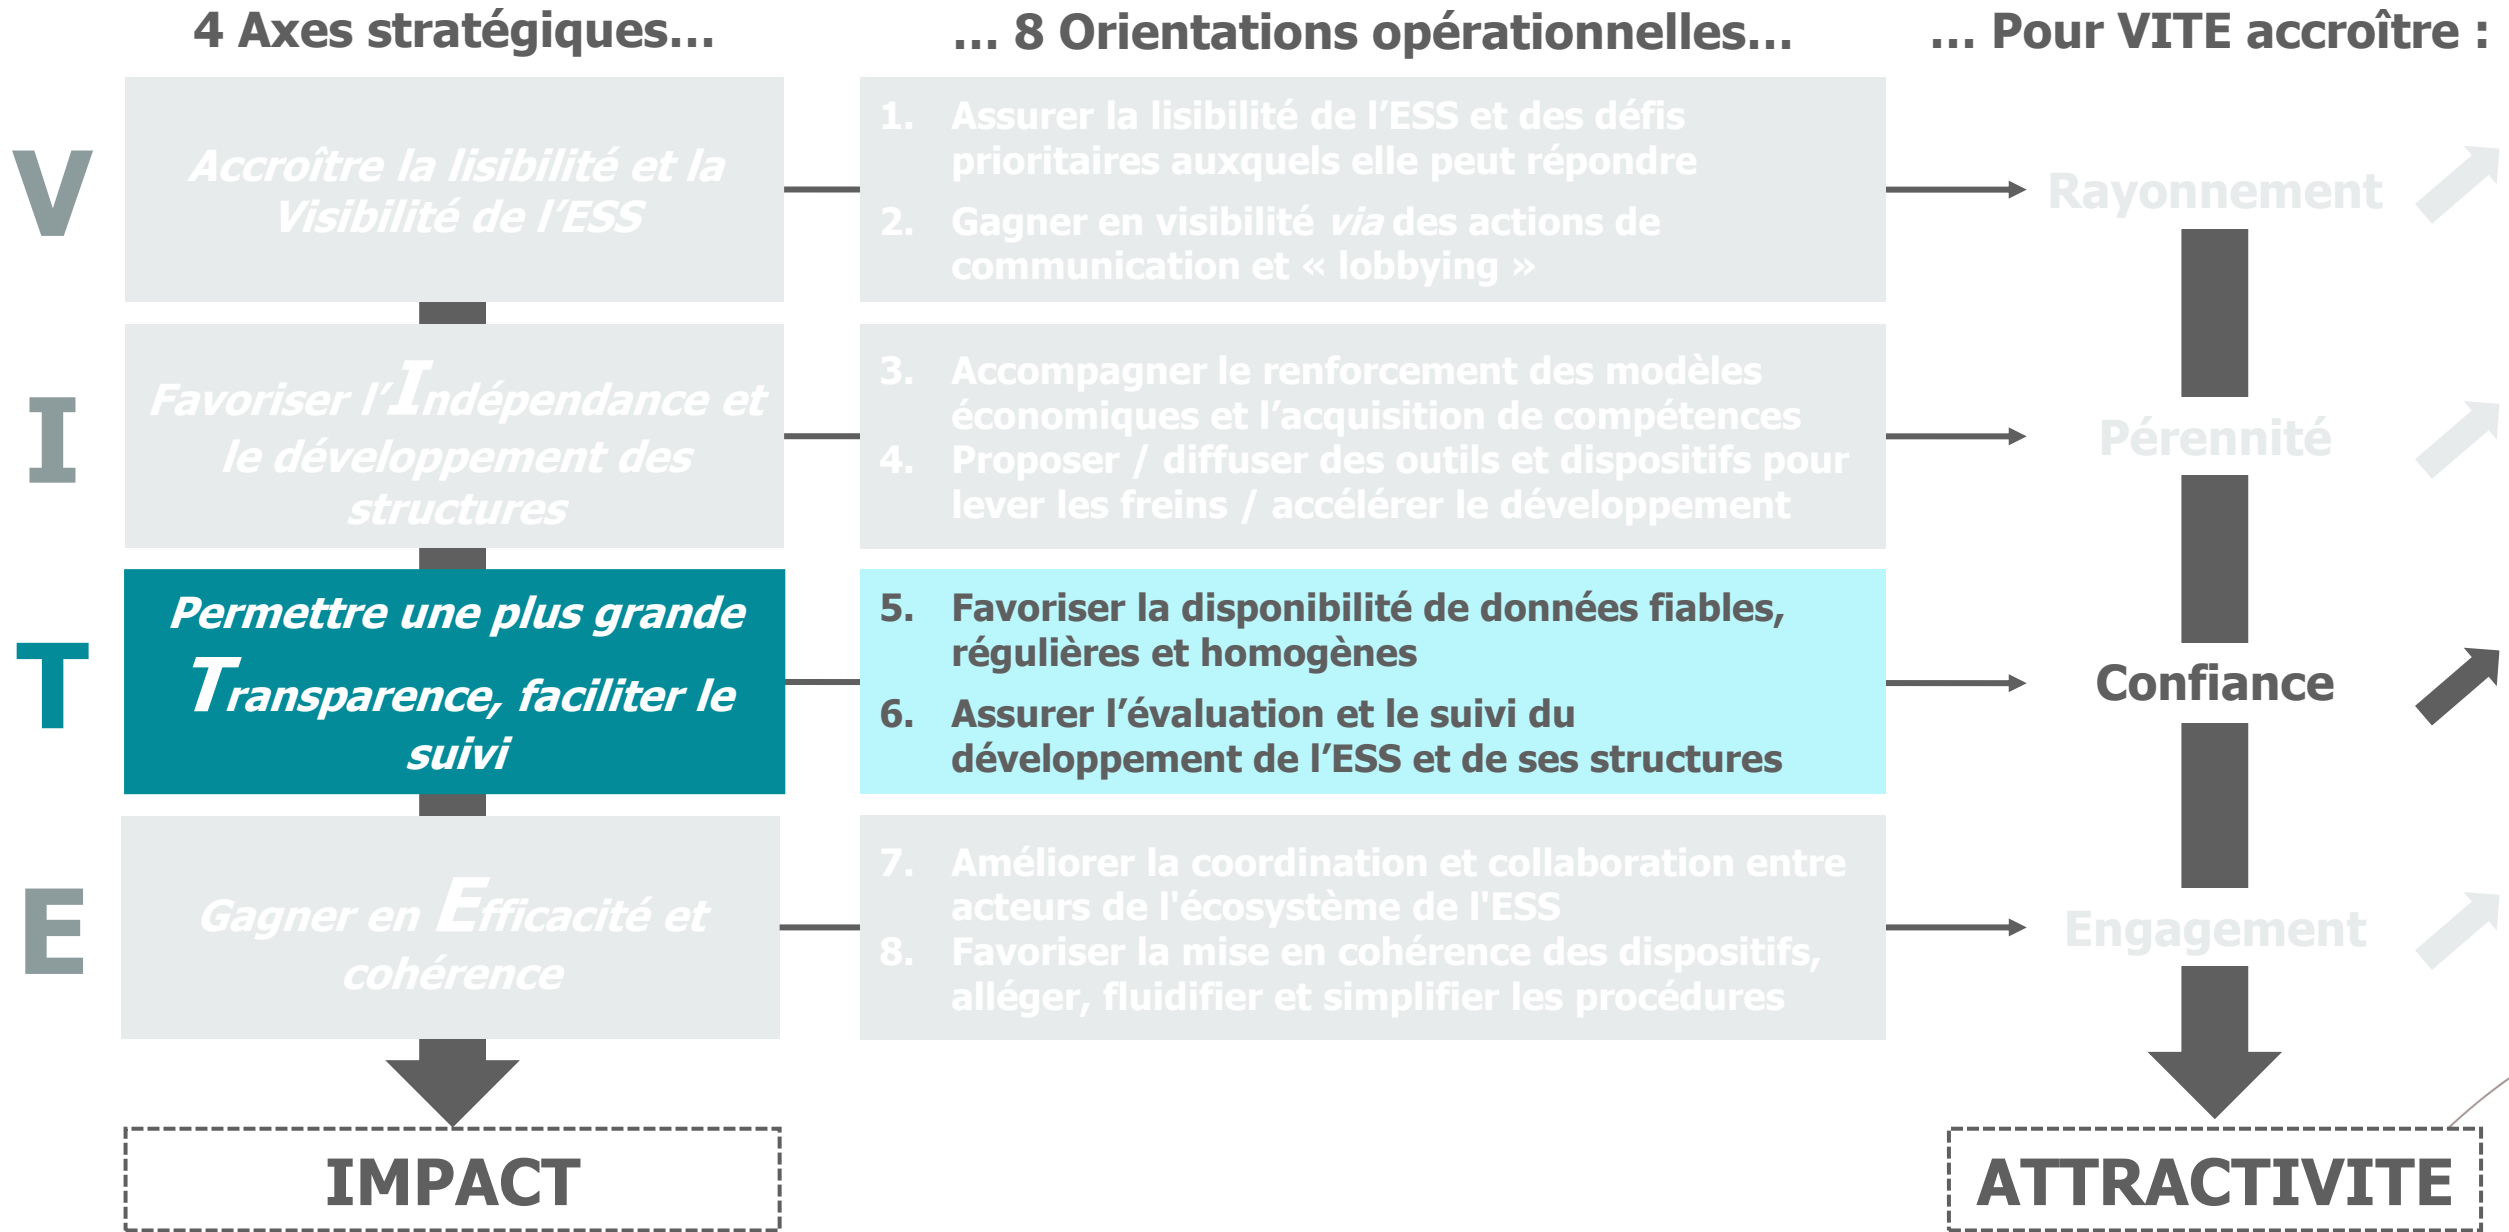 4 Axes stratégiques...
... 8 Orientations opérationnelles...
... Pour VITE accroître :
V
Accroître la lisibilité et la
Visibilité de l’ESS
1. Assurer la lisibilité de l’ESS et des défis
prioritaires auxquels elle peut répondre
2. Gagner en visibilité via des actions de
communication et « lobbying »
Rayonnement
I
Favoriser l’Indépendance et
le développement des
structures
3. Accompagner le renforcement des modèles
économiques et l’acquisition de compétences
4. Proposer / diffuser des outils et dispositifs pour
lever les freins / accélérer le développement
Pérennité
T
Permettre une plus grande
Transparence, faciliter le
suivi
5. Favoriser la disponibilité de données fiables,
régulières et homogènes
6. Assurer l’évaluation et le suivi du
développement de l’ESS et de ses structures
Confiance
E
Gagner en Efficacité et
cohérence
7. Améliorer la coordination et collaboration entre
acteurs de l'écosystème de l'ESS
8. Favoriser la mise en cohérence des dispositifs,
alléger, fluidifier et simplifier les procédures
Engagement
IMPACT
ATTRACTIVITE